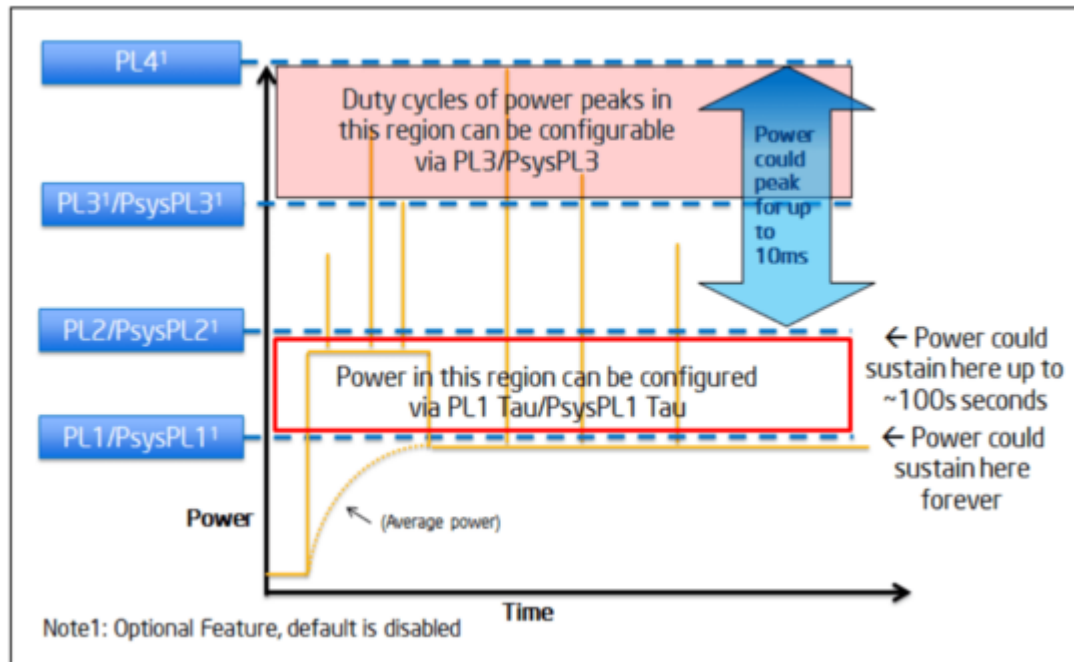 PL4¹
Duty cycles of power peaks in
this region can be configurable
via PL3/PsysPL3
Power
could
peak
for up
to
10ms
PL3¹/PsysPL3¹
PL2/PsysPL2¹
← Power could
sustain here up to
~100s seconds
Power in this region can be configured
via PL1 Tau/PsysPL1 Tau
PL1/PsysPL1¹
← Power could
sustain here
forever
Power
(Average power)
Time
Note1: Optional Feature, default is disabled